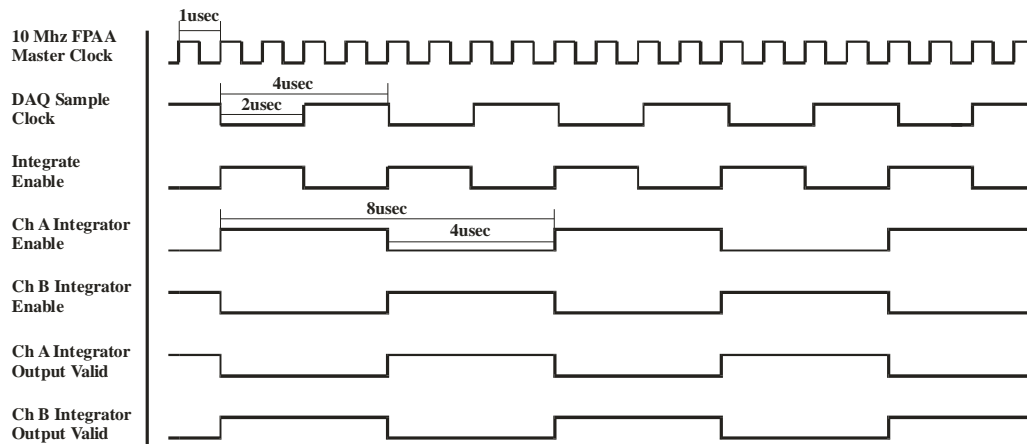 1usec
10 Mhz FPAA
Master Clock
4usec
DAQ Sample
Clock
2usec
Integrate
Enable
8usec
Ch A Integrator
Enable
4usec
Ch B Integrator
Enable
Ch A Integrator
Output Valid
Ch B Integrator
Output Valid